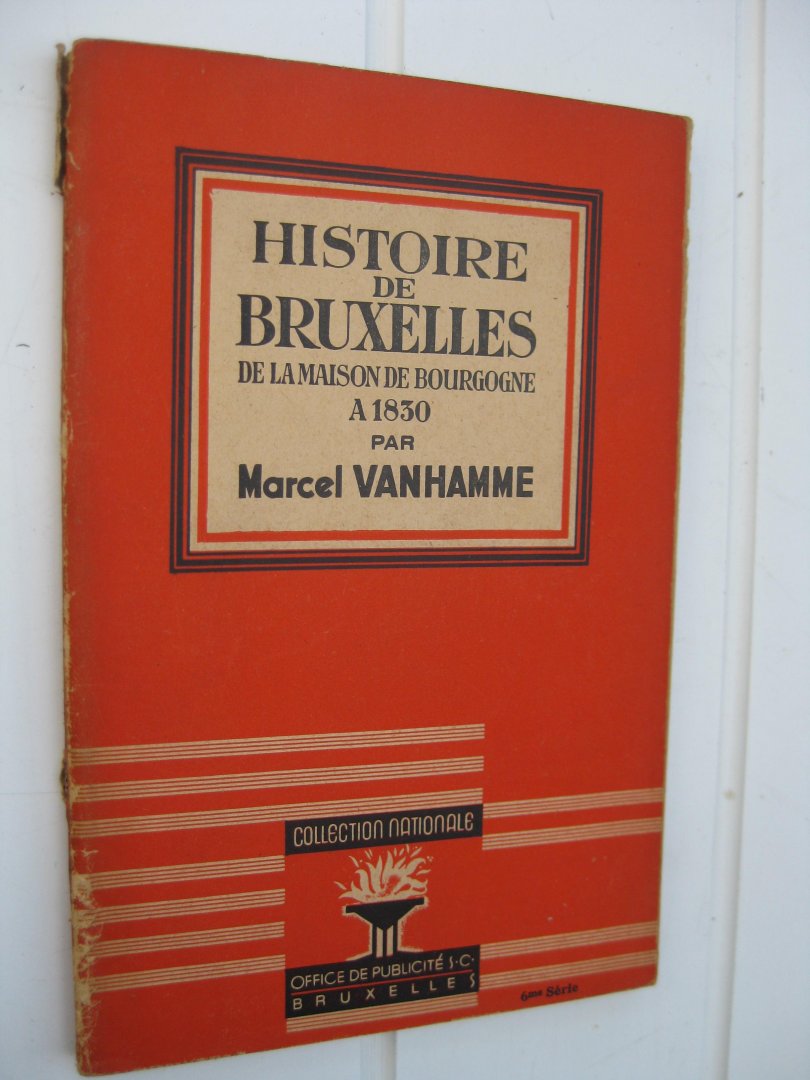 HISTOIRE
DE
BRUXELLES
DE LA MAISON DE BOURGOGNE
A 1830
PAR
Marcel VANHAMME
COLLECTION NATIONALE
OFFICE DE PUBLICITÉ S.C.
BRUXELLES
6me Série